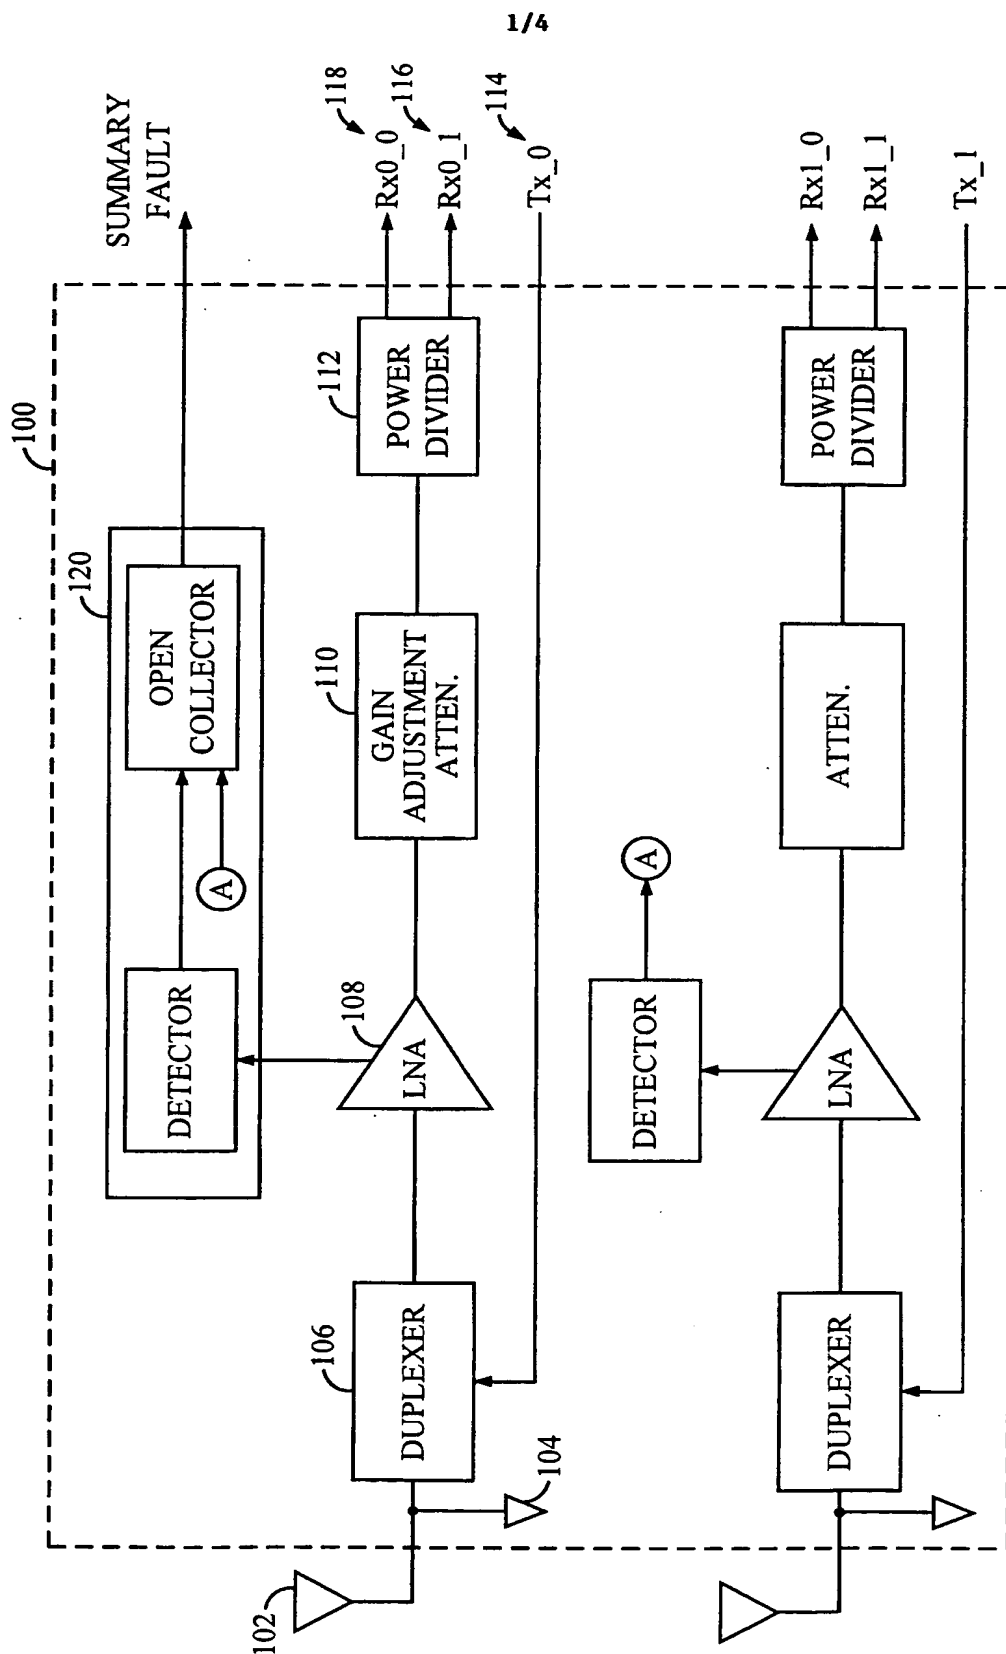 1/4
100
SUMMARY
FAULT
120
DETECTOR
A
OPEN
COLLECTOR
102
104
106
DUPLEXER
108
LNA
110
GAIN
ADJUSTMENT
ATTEN.
112
POWER
DIVIDER
Rx0_0
118
Rx0_1
116
Tx_0
114
DETECTOR
A
DUPLEXER
LNA
ATTEN.
POWER
DIVIDER
Rx1_0
Rx1_1
Tx_1